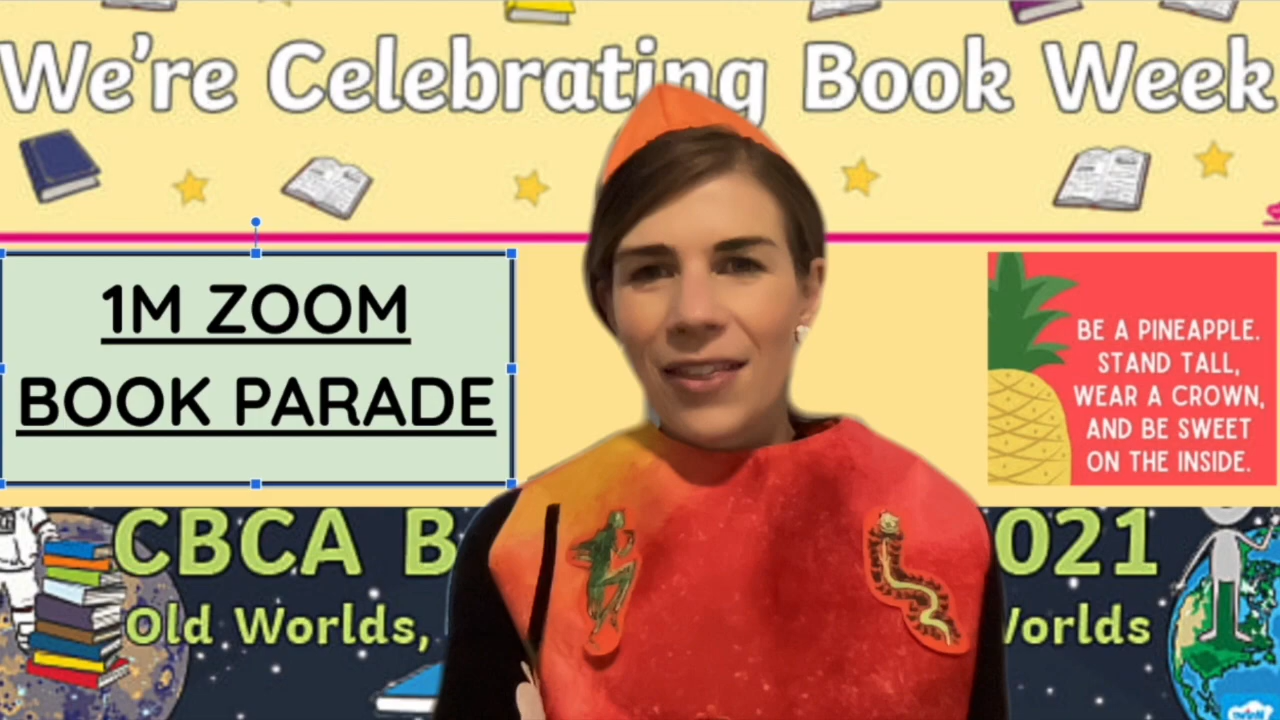 We're Celebrating Book Week
1M ZOOM
BOOK PARADE
BE A PINEAPPLE.
STAND TALL,
WEAR A CROWN,
AND BE SWEET
ON THE INSIDE.
CBCA B 021
Old Worlds, Worlds